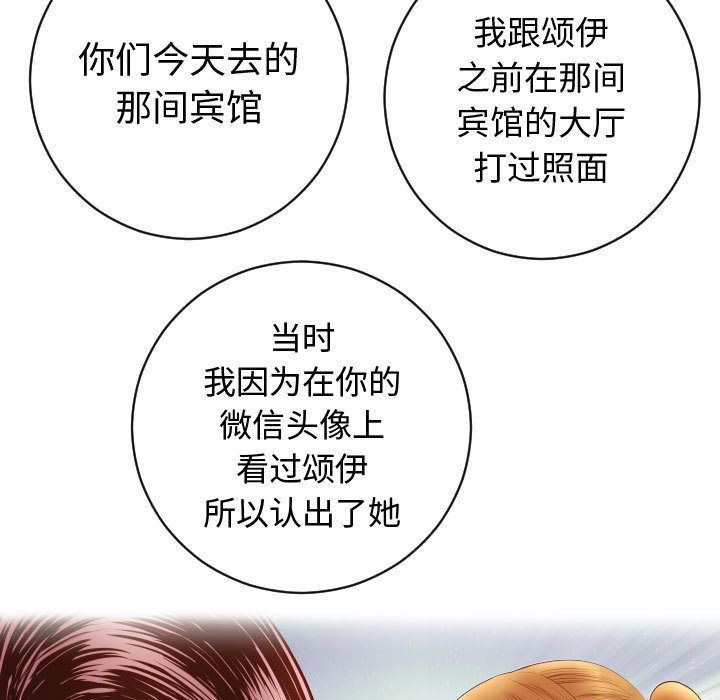 你们今天去的
那间宾馆
我跟颂伊
之前在那间
宾馆的大厅
打过照面
当时
我因为在你的
微信头像上
看过颂伊
所以认出了她